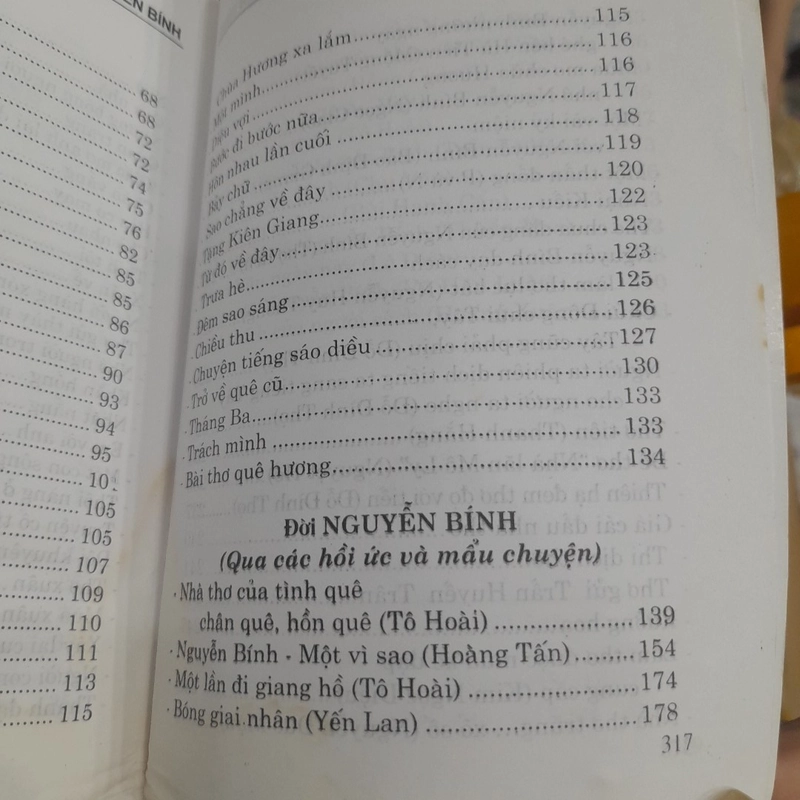 BÍNH
68
68
72
72
74
75
76
82
85
85
86
87
90
93
94
95
10
105
105
107
109
110
111
113
115
Chùa Hương xa lắm 115
Một mình 116
Diệu vợi 116
Bước đi bước nữa 117
Hôn nhau lần cuối 118
Bảy chữ 119
Sao chẳng về đây 120
Tặng Kiên Giang 122
Từ độ về đây 123
Trưa hè 123
Đêm sao sáng 125
Chiều thu 126
Chuyện tiếng sáo diều 127
Trở về quê cũ 130
Tháng Ba 133
Trách mình 133
Bài thơ quê hương 134
Đời NGUYỄN BÍNH
(Qua các hồi ức và mẩu chuyện)
Nhà thơ của tình quê
chân quê, hồn quê (Tô Hoài) 139
Nguyễn Bính - Một vì sao (Hoàng Tấn) 154
Một lần đi giang hồ (Tô Hoài) 174
Bóng giai nhân (Yến Lan) 178
317